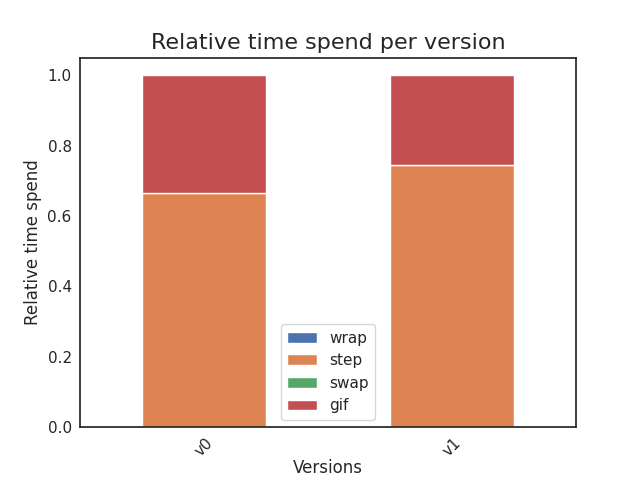 Relative time spend per version
Relative time spend
1.0
0.8
0.6
0.4
0.2
0.0
wrap
step
swap
gif
v0
v1
Versions